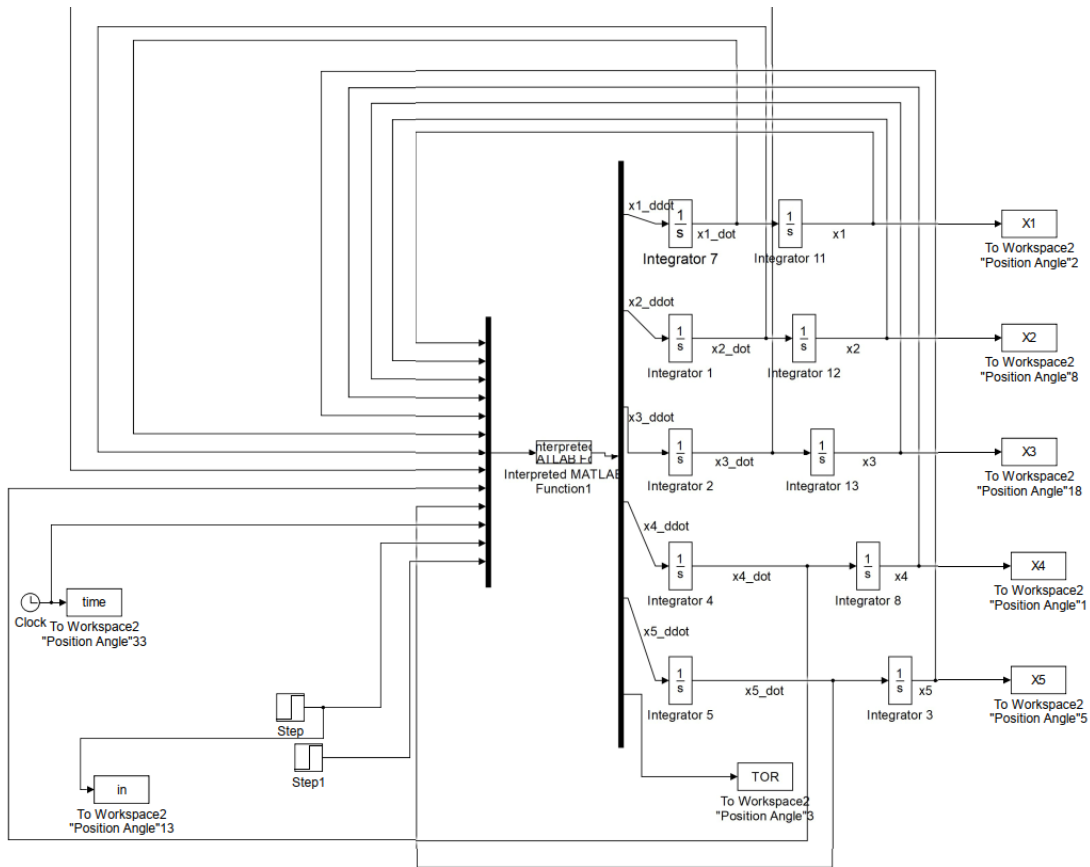 x1_ddot
1
s
Integrator 7
x1_dot
1
s
Integrator 11
x1
X1
To Workspace2
"Position Angle"2
x2_ddot
1
s
Integrator 1
x2_dot
1
s
Integrator 12
x2
X2
To Workspace2
"Position Angle"8
x3_ddot
1
s
Integrator 2
x3_dot
1
s
Integrator 13
x3
X3
To Workspace2
"Position Angle"18
Interpreted
ATLAB Fc
Interpreted MATLAB
Function1
x4_ddot
1
s
Integrator 4
x4_dot
1
s
Integrator 8
x4
X4
To Workspace2
"Position Angle"1
Clock
time
To Workspace2
"Position Angle"33
x5_ddot
1
s
Integrator 5
x5_dot
1
s
Integrator 3
x5
X5
To Workspace2
"Position Angle"5
Step
Step1
in
To Workspace2
"Position Angle"13
TOR
To Workspace2
"Position Angle"3